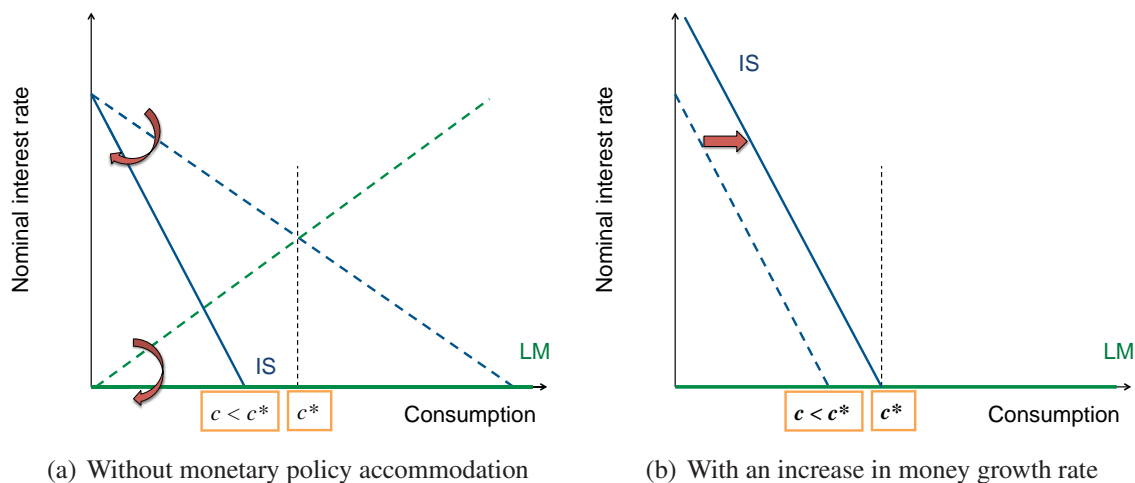 Nominal interest rate
IS
LM
c < c*
c*
Consumption
(a) Without monetary policy accommodation
Nominal interest rate
IS
LM
c < c*
c*
Consumption
(b) With an increase in money growth rate